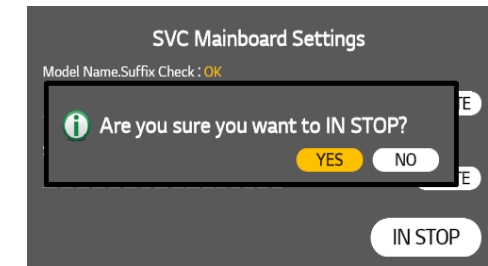 SVC Mainboard Settings
Model Name.Suffix Check : OK
Are you sure you want to IN STOP?
YES NO
IN STOP